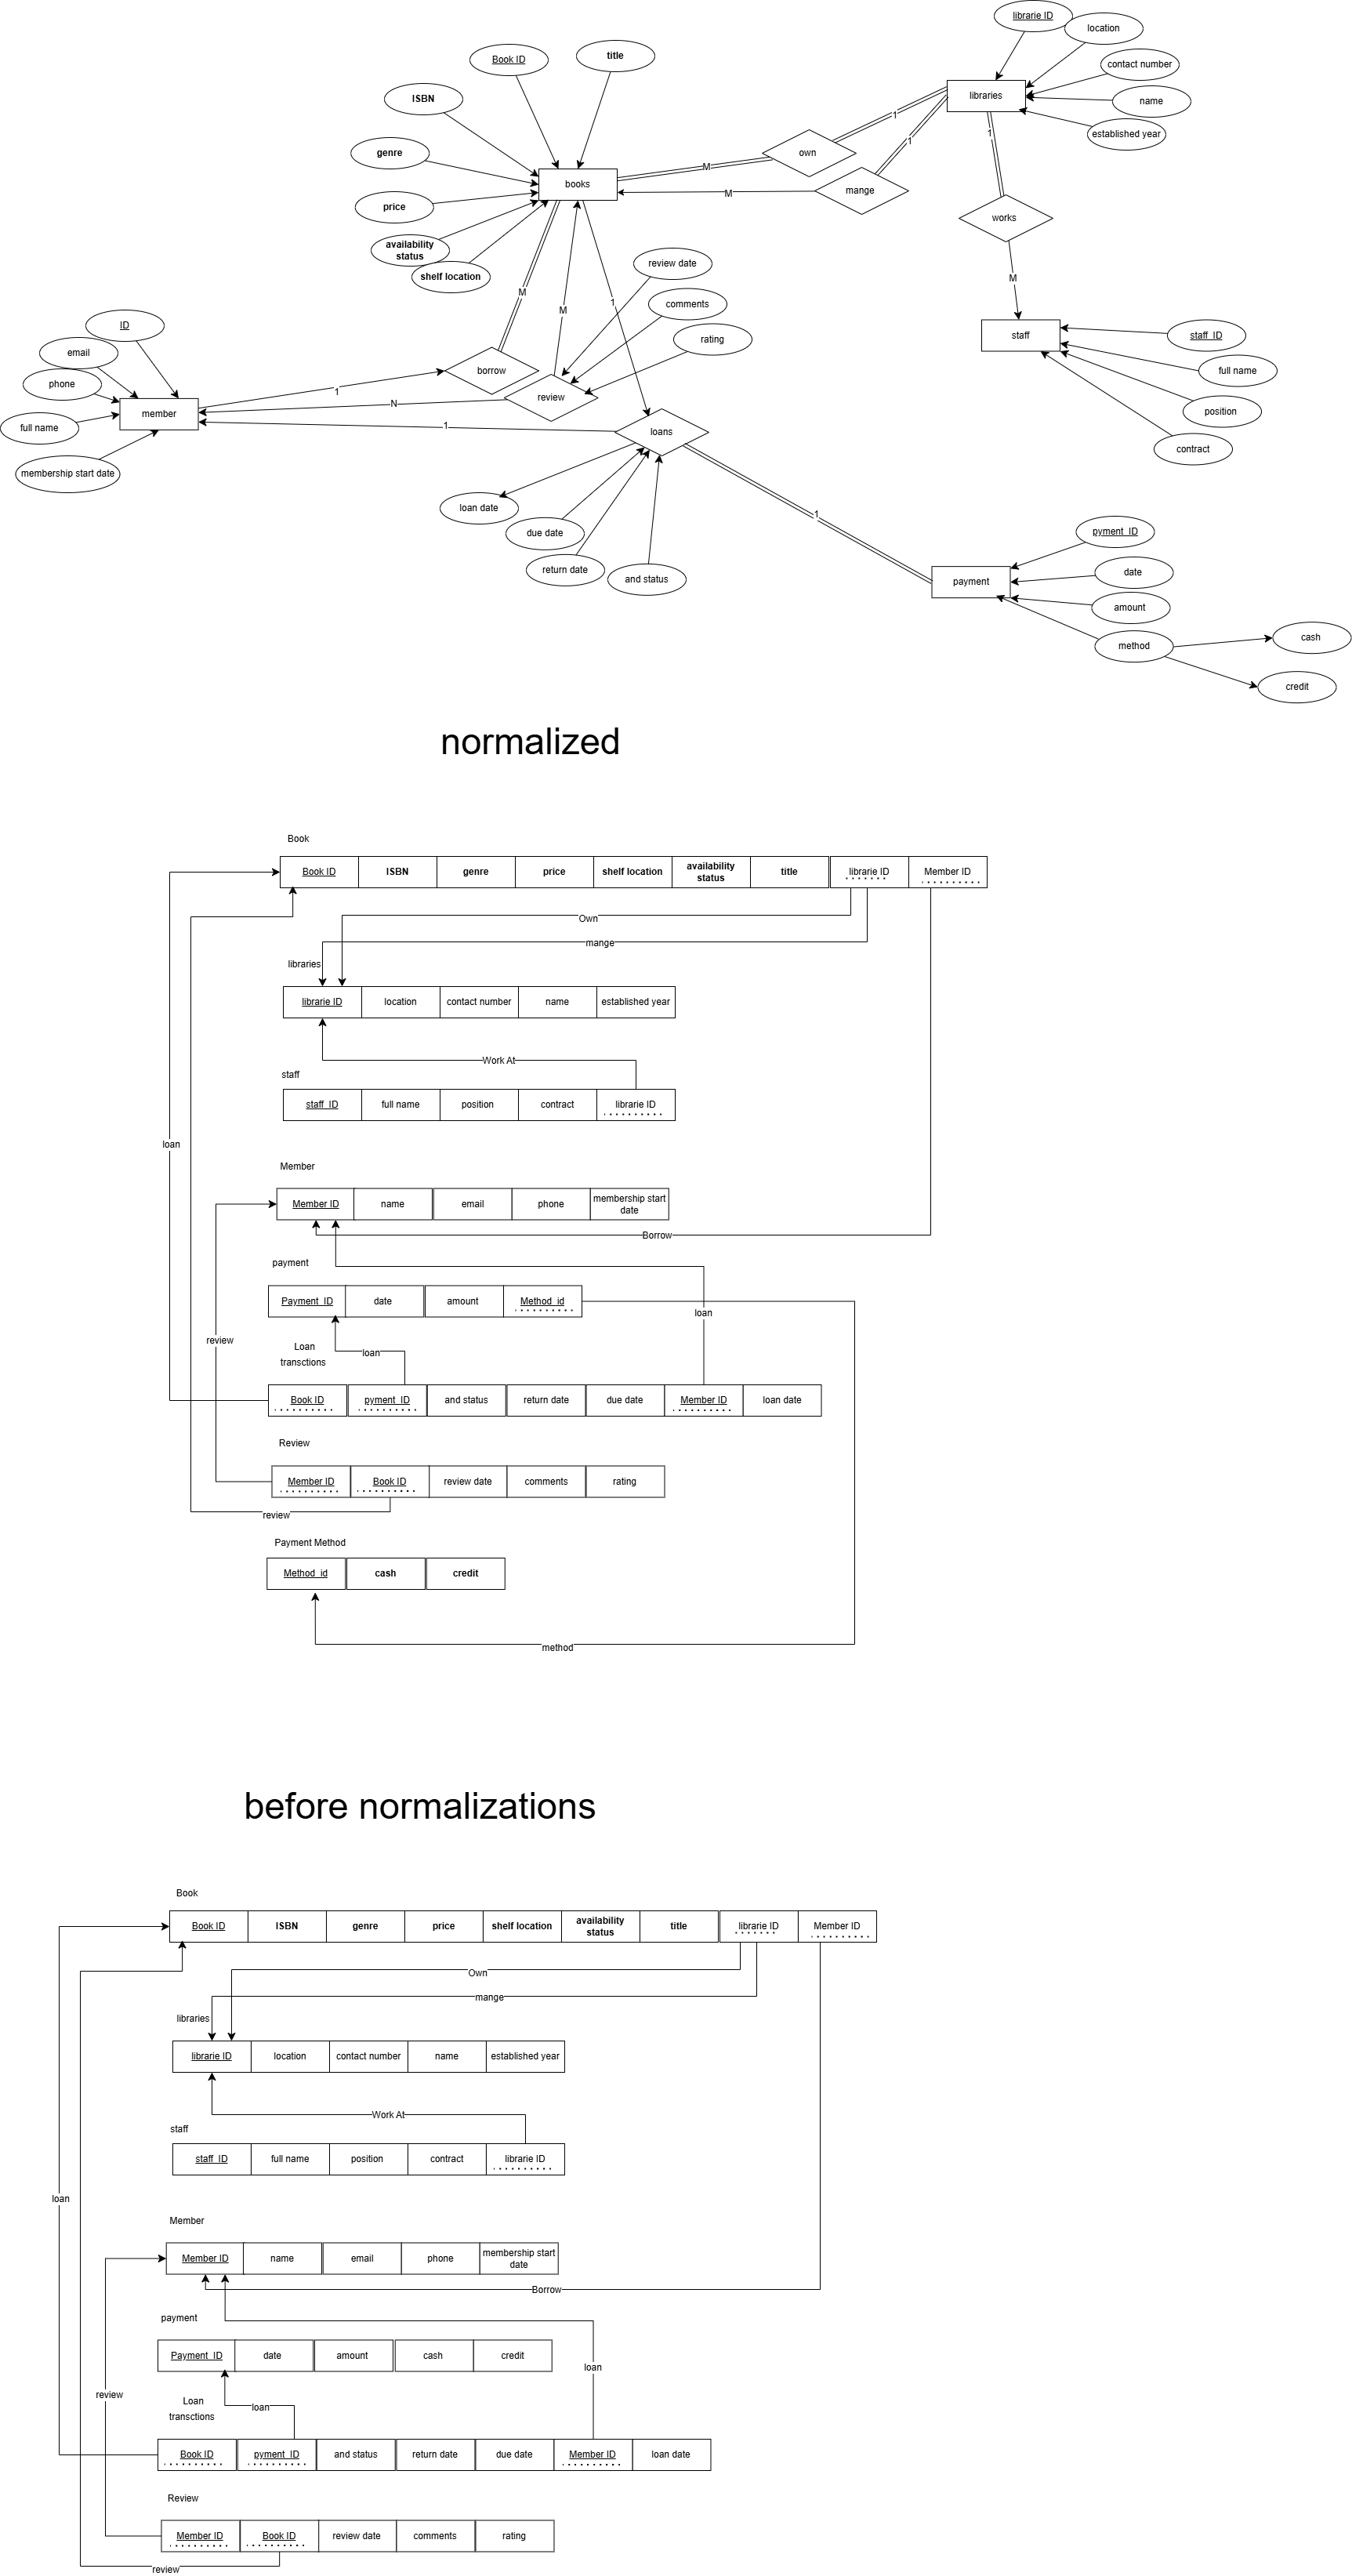 librarie ID
location
contact number
name
established year
libraries
Book ID
title
ISBN
genre
price
availability
status
shelf location
books
own
1
M
mange
1
M
1
works
M
staff
staff_ID
full name
position
contract
review date
comments
rating
M
M
1
ID
email
phone
full name
membership start date
member
1
borrow
N
review
1
loans
loan date
due date
return date
and status
1
payment
pyment_ID
date
amount
method
cash
credit
normalized
Book
Book ID
ISBN
genre
price
shelf location
availability
status
title
librarie ID
Member ID
Own
mange
libraries
librarie ID
location
contact number
name
established year
Work At
staff
staff_ID
full name
position
contract
librarie ID
loan
Member
Member ID
name
email
phone
membership start
date
Borrow
payment
Payment_ID
date
amount
Method_id
loan
review
Loan
transctions
loan
Book ID
pyment_ID
and status
return date
due date
Member ID
loan date
Review
Member ID
Book ID
review date
comments
rating
review
Payment Method
Method_id
cash
credit
method
before normalizations
Book
Book ID
ISBN
genre
price
shelf location
availability
status
title
librarie ID
Member ID
Own
mange
libraries
librarie ID
location
contact number
name
established year
Work At
staff
staff_ID
full name
position
contract
librarie ID
loan
Member
Member ID
name
email
phone
membership start
date
Borrow
payment
Payment_ID
date
amount
cash
credit
loan
review
Loan
transctions
loan
Book ID
pyment_ID
and status
return date
due date
Member ID
loan date
Review
Member ID
Book ID
review date
comments
rating
review